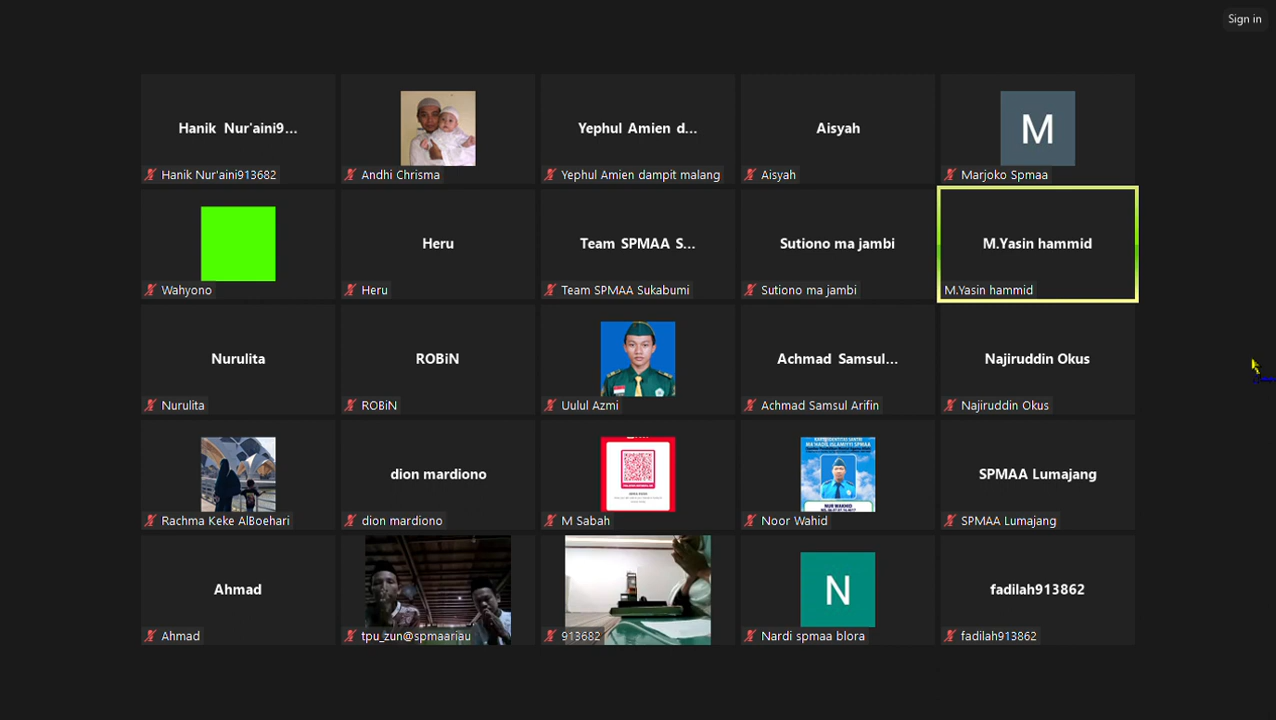 Sign in
Hanik Nur'aini9...
Hanik Nur'aini913682
Andhi Chrisma
Yephul Amien d...
Yephul Amien dampit malang
Aisyah
Aisyah
M
Marjoko Spmaa
Wahyono
Heru
Heru
Team SPMAA S...
Team SPMAA Sukabumi
Sutiono ma jambi
Sutiono ma jambi
M.Yasin hammid
M.Yasin hammid
Nurulita
Nurulita
ROBiN
ROBiN
Uulul Azmi
Achmad Samsul...
Achmad Samsul Arifin
Najiruddin Okus
Najiruddin Okus
Rachma Keke AlBoehari
dion mardiono
dion mardiono
M Sabah
NUR WAKHID
Noor Wahid
SPMAA Lumajang
SPMAA Lumajang
Ahmad
Ahmad
tpu_zun@spmaariau
913682
N
Nardi spmaa blora
fadilah913862
fadilah913862